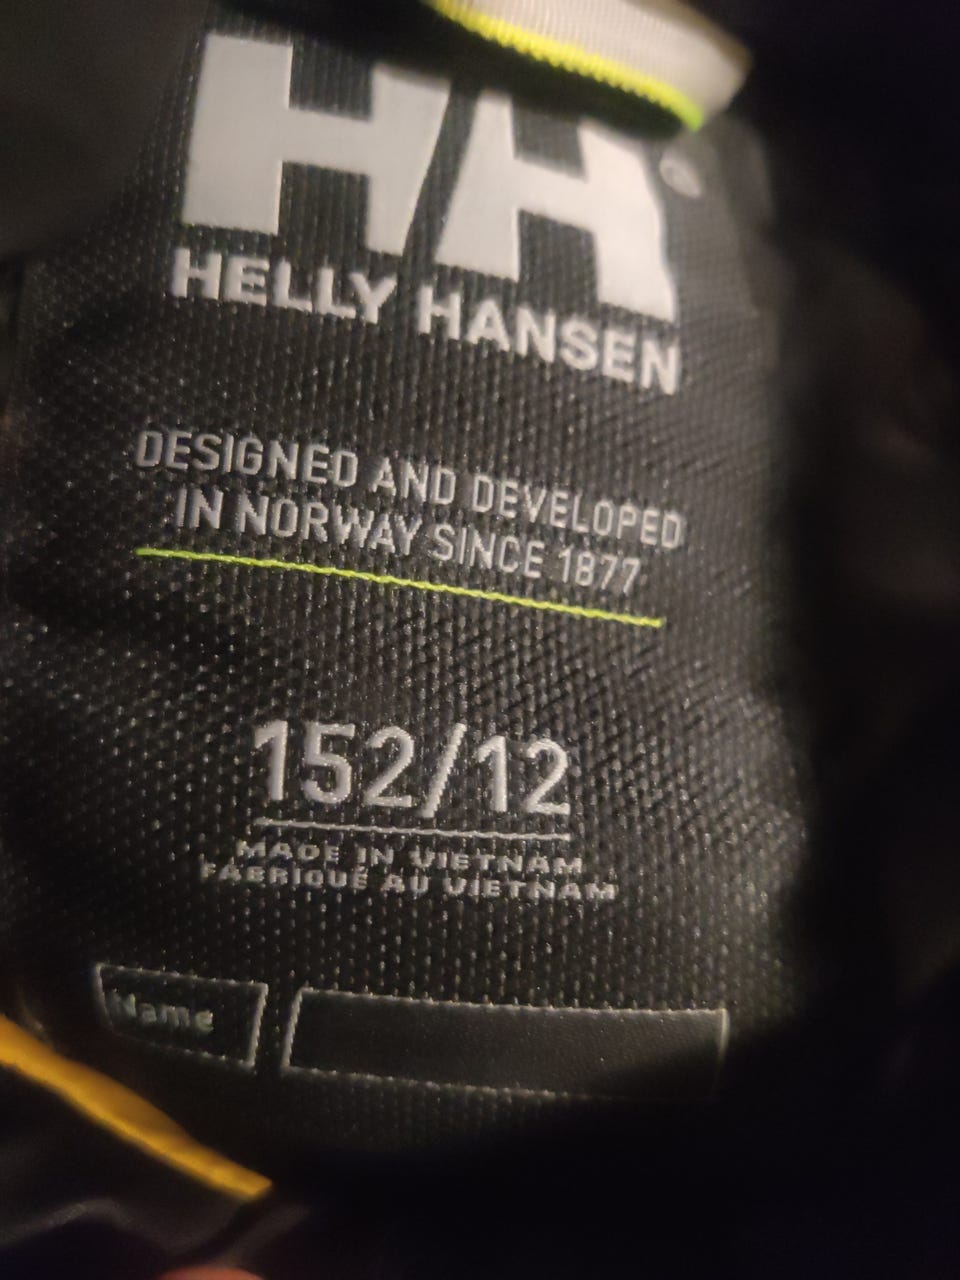 HH®
HELLY HANSEN
DESIGNED AND DEVELOPED
IN NORWAY SINCE 1877
152/12
MADE IN VIETNAM
FABRIQUÉ AU VIETNAM
Name